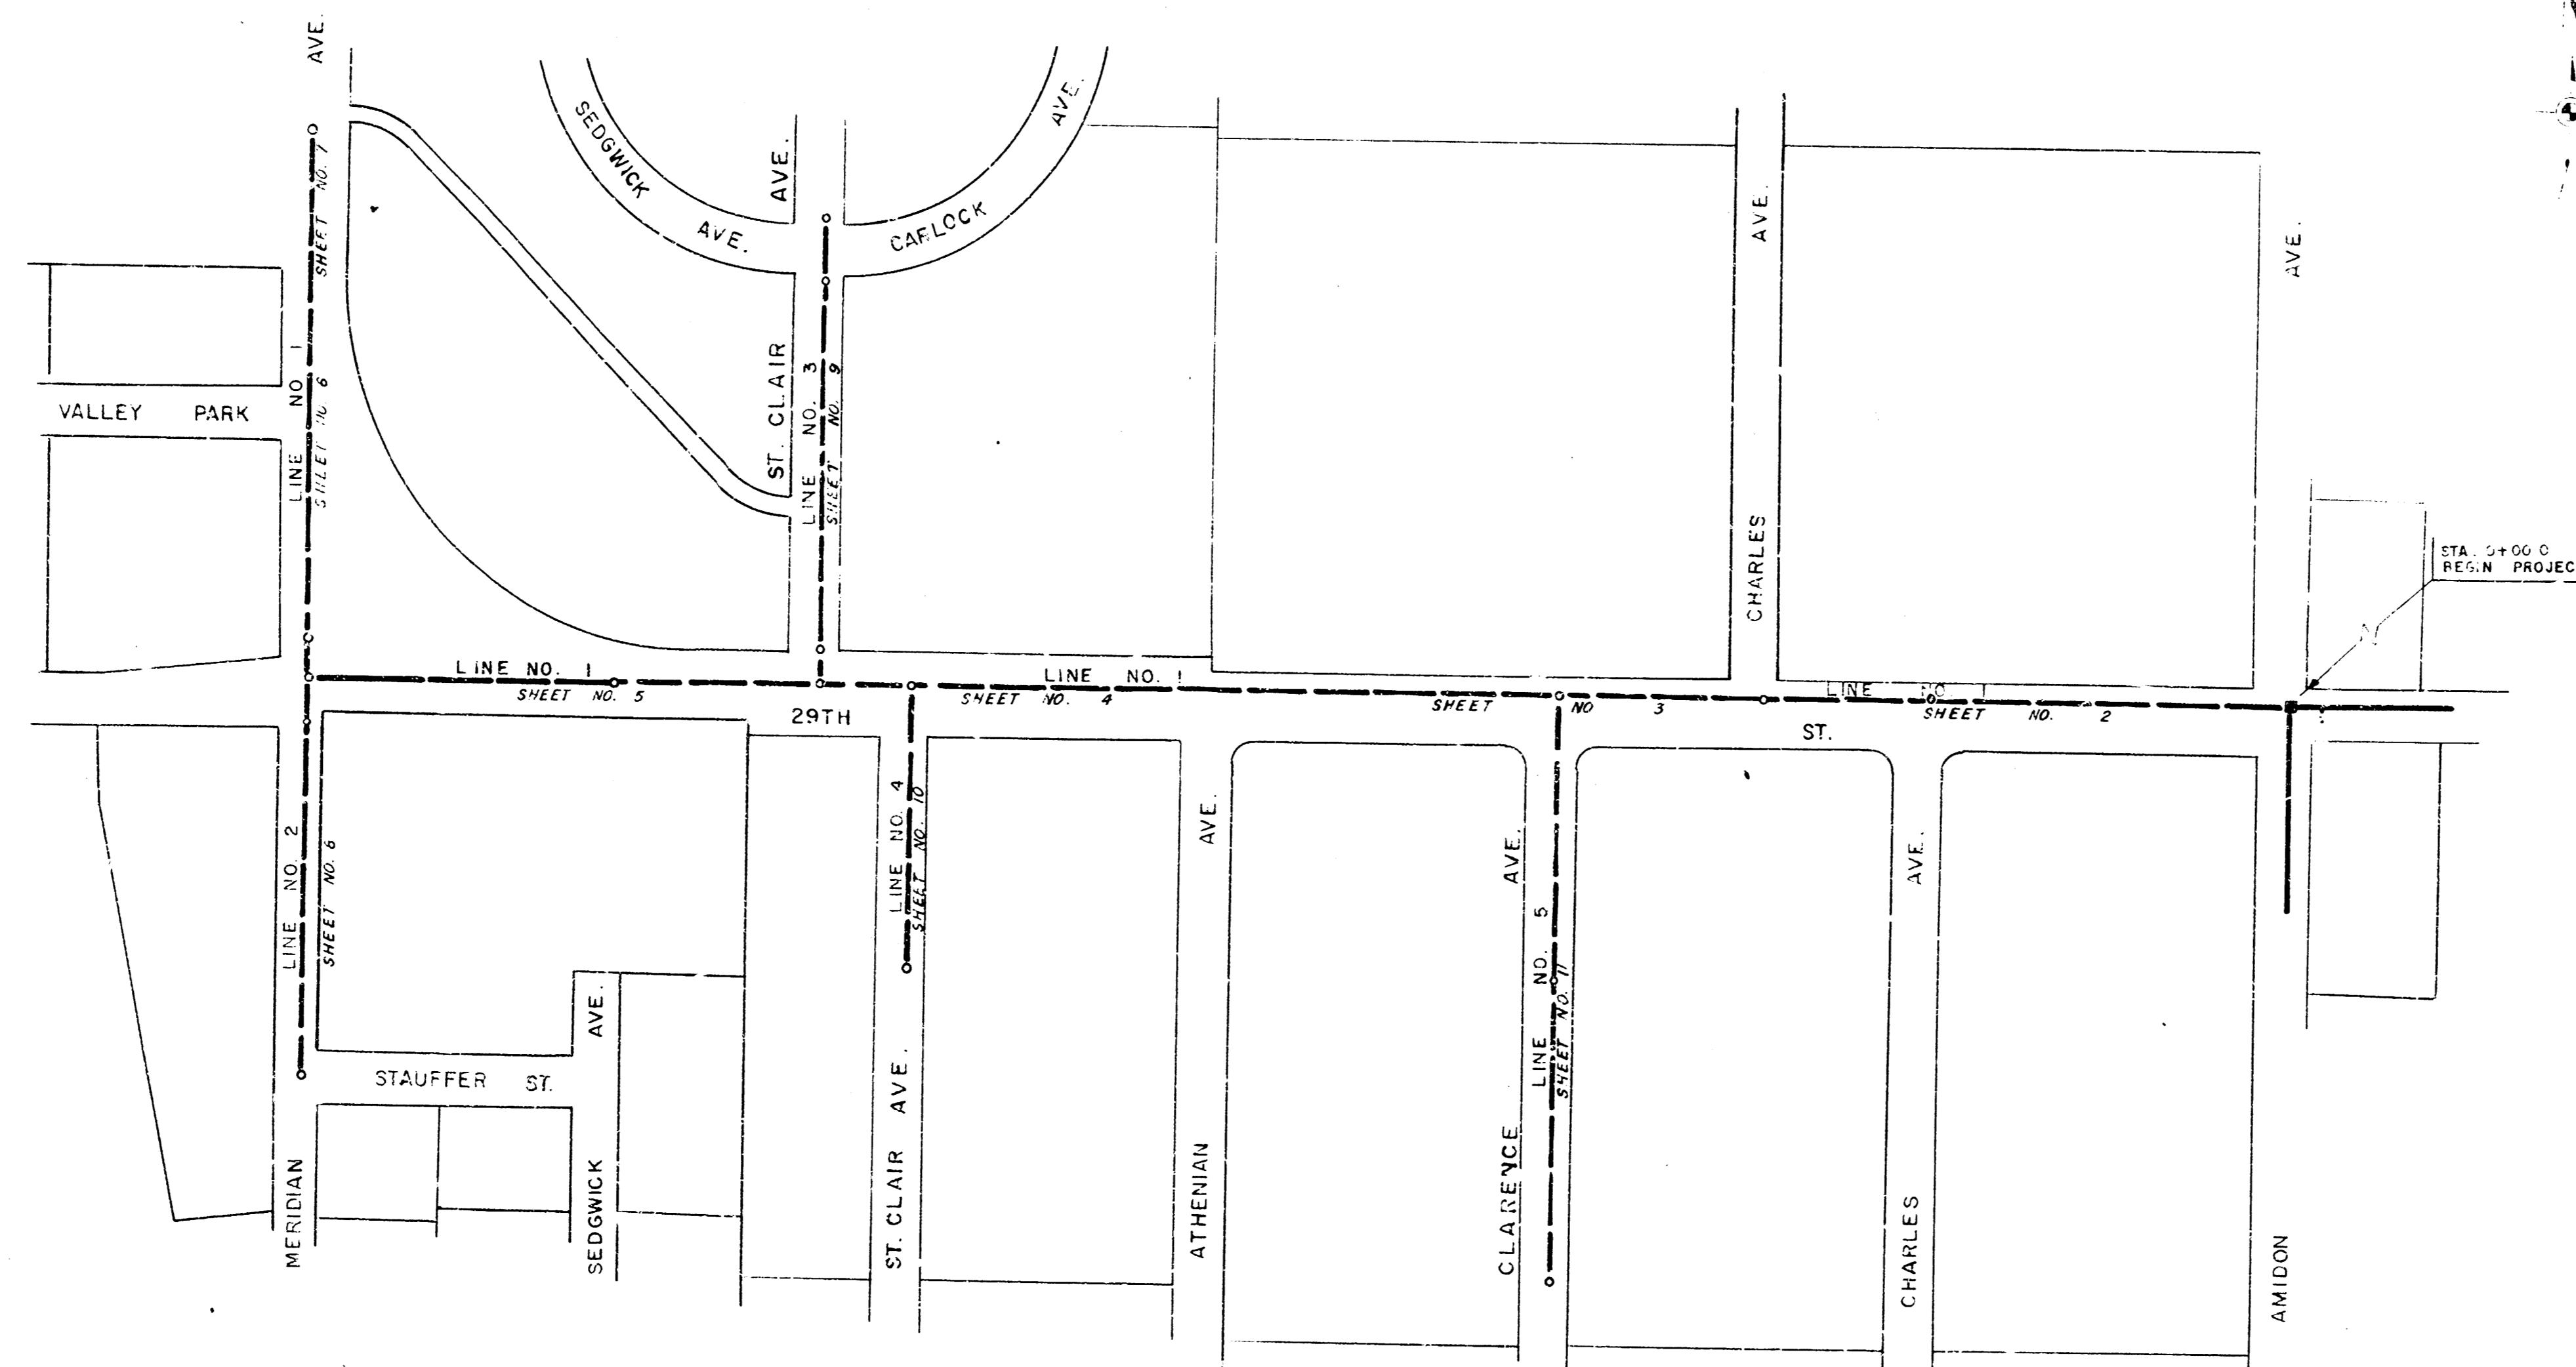 AVE.
SHEET NO. 7
SEDGWICK
AVE.
AVE.
CARLOCK
AVE.
AVE.
AVE.
LINE NO 1
SHEET NO. 6
VALLEY PARK
ST. CLAIR
LINE NO. 3
SHEET NO. 9
CHARLES
STA. 0+00 0
BEGIN PROJEC
N
LINE NO. 1
SHEET NO. 5
LINE NO. 1
SHEET NO. 4
LINE NO 1
SHEET NO 3
SHEET NO. 2
29TH
ST.
LINE NO. 2
SHEET NO. 6
LINE NO. 4
SHEET NO. 10
AVE.
AVE.
LINE NO. 5
SHEET NO. 11
AVE.
AVE.
STAUFFER ST.
MERIDIAN
SEDGWICK
ST. CLAIR AVE.
ATHENIAN
CLARENCE
CHARLES
AMIDON